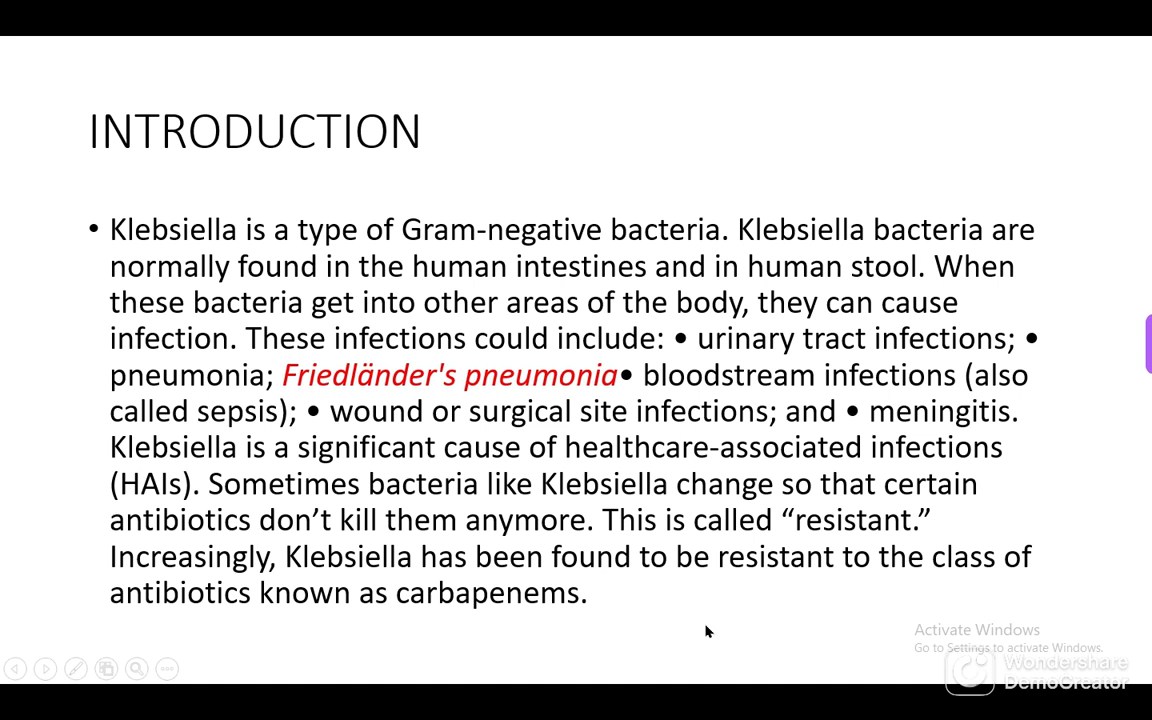 INTRODUCTION
• Klebsiella is a type of Gram-negative bacteria. Klebsiella bacteria are
normally found in the human intestines and in human stool. When
these bacteria get into other areas of the body, they can cause
infection. These infections could include: • urinary tract infections; •
pneumonia; Friedländer's pneumonia• bloodstream infections (also
called sepsis); • wound or surgical site infections; and • meningitis.
Klebsiella is a significant cause of healthcare-associated infections
(HAIs). Sometimes bacteria like Klebsiella change so that certain
antibiotics don’t kill them anymore. This is called “resistant.”
Increasingly, Klebsiella has been found to be resistant to the class of
antibiotics known as carbapenems.
Activate Windows
Go to Settings to activate Windows.
Wondershare
DemoCreator